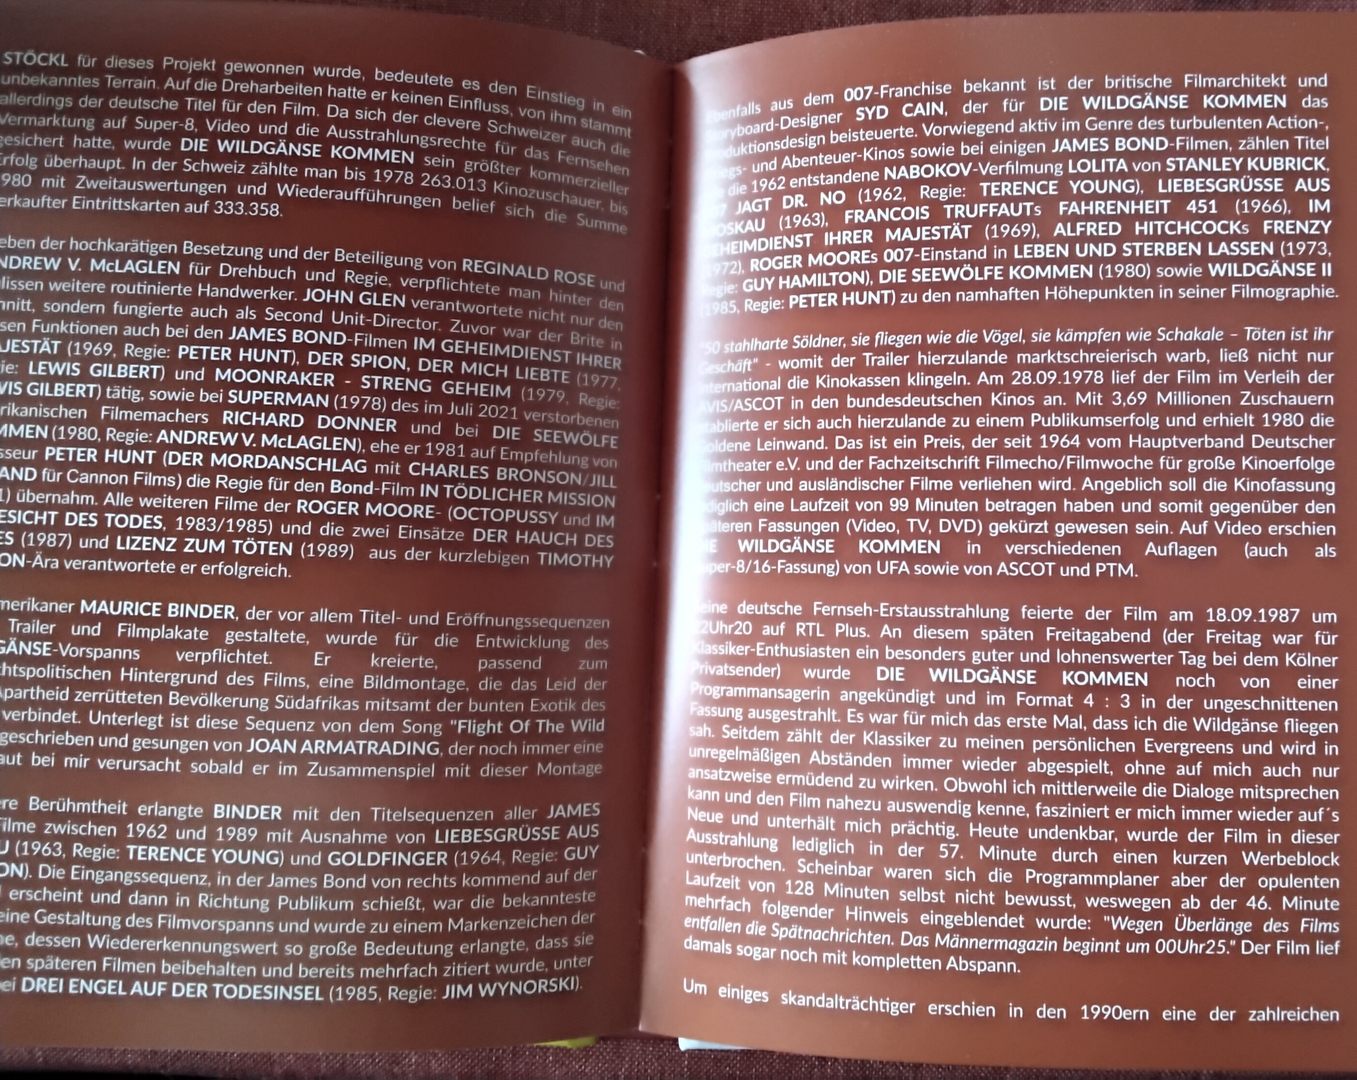 STÖCKL für dieses Projekt gewonnen wurde, bedeutete es den Einstieg in ein
unbekanntes Terrain. Auf die Dreharbeiten hatte er keinen Einfluss, von ihm stammt
allerdings der deutsche Titel für den Film. Da sich der clevere Schweizer auch die
Vermarktung auf Super-8, Video und die Ausstrahlungsrechte für das Fernsehen
gesichert hatte, wurde DIE WILDGÄNSE KOMMEN sein größter kommerzieller
Erfolg überhaupt. In der Schweiz zählte man bis 1978 263.013 Kinozuschauer, bis
1980 mit Zweitauswertungen und Wiederaufführungen belief sich die Summe
verkaufter Eintrittskarten auf 333.358.
eben der hochkarätigen Besetzung und der Beteiligung von REGINALD ROSE und
NDREW V. McLAGLEN für Drehbuch und Regie, verpflichtete man hinter den
lissen weitere routinierte Handwerker. JOHN GLEN verantwortete nicht nur den
hnitt, sondern fungierte auch als Second Unit-Director. Zuvor war der Brite in
sen Funktionen auch bei den JAMES BOND-Filmen IM GEHEIMDIENST IHRER
AJESTÄT (1969, Regie: PETER HUNT), DER SPION, DER MICH LIEBTE (1977,
gie: LEWIS GILBERT) und MOONRAKER - STRENG GEHEIM (1979, Regie:
WIS GILBERT) tätig, sowie bei SUPERMAN (1978) des im Juli 2021 verstorbenen
rikanischen Filmemachers RICHARD DONNER und bei DIE SEEWÖLFE
MMEN (1980, Regie: ANDREW V. McLAGLEN), ehe er 1981 auf Empfehlung von
sseur PETER HUNT (DER MORDANSCHLAG mit CHARLES BRONSON/JILL
AND für Cannon Films) die Regie für den Bond-Film IN TÖDLICHER MISSION
1) übernahm. Alle weiteren Filme der ROGER MOORE- (OCTOPUSSY und IM
ESICHT DES TODES, 1983/1985) und die zwei Einsätze DER HAUCH DES
ES (1987) und LIZENZ ZUM TÖTEN (1989) aus der kurzlebigen TIMOTHY
ON-Ära verantwortete er erfolgreich.
merikaner MAURICE BINDER, der vor allem Titel- und Eröffnungssequenzen
Trailer und Filmplakate gestaltete, wurde für die Entwicklung des
GÄNSE-Vorspanns verpflichtet. Er kreierte, passend zum
chtspolitischen Hintergrund des Films, eine Bildmontage, die das Leid der
Apartheid zerrütteten Bevölkerung Südafrikas mitsamt der bunten Exotik des
verbindet. Unterlegt ist diese Sequenz von dem Song "Flight Of The Wild
geschrieben und gesungen von JOAN ARMATRADING, der noch immer eine
aut bei mir verursacht sobald er im Zusammenspiel mit dieser Montage
re Berühmtheit erlangte BINDER mit den Titelsequenzen aller JAMES
Filme zwischen 1962 und 1989 mit Ausnahme von LIEBESGRÜSSE AUS
U (1963, Regie: TERENCE YOUNG) und GOLDFINGER (1964, Regie: GUY
ON). Die Eingangssequenz, in der James Bond von rechts kommend auf der
erscheint und dann in Richtung Publikum schießt, war die bekannteste
eine Gestaltung des Filmvorspanns und wurde zu einem Markenzeichen der
he, dessen Wiedererkennungswert so große Bedeutung erlangte, dass sie
en späteren Filmen beibehalten und bereits mehrfach zitiert wurde, unter
ei DREI ENGEL AUF DER TODESINSEL (1985, Regie: JIM WYNORSKI).
Ebenfalls aus dem 007-Franchise bekannt ist der britische Filmarchitekt und
Storyboard-Designer SYD CAIN, der für DIE WILDGÄNSE KOMMEN das
Produktionsdesign beisteuerte. Vorwiegend aktiv im Genre des turbulenten Action-,
Kriegs- und Abenteuer-Kinos sowie bei einigen JAMES BOND-Filmen, zählen Titel
wie die 1962 entstandene NABOKOV-Verfilmung LOLITA von STANLEY KUBRICK,
007 JAGT DR. NO (1962, Regie: TERENCE YOUNG), LIEBESGRÜSSE AUS
MOSKAU (1963), FRANCOIS TRUFFAUTs FAHRENHEIT 451 (1966), IM
GEHEIMDIENST IHRER MAJESTÄT (1969), ALFRED HITCHCOCKs FRENZY
(1972), ROGER MOOREs 007-Einstand in LEBEN UND STERBEN LASSEN (1973,
Regie: GUY HAMILTON), DIE SEEWÖLFE KOMMEN (1980) sowie WILDGÄNSE II
(1985, Regie: PETER HUNT) zu den namhaften Höhepunkten in seiner Filmographie.
"50 stahlharte Söldner, sie fliegen wie die Vögel, sie kämpfen wie Schakale – Töten ist ihr
Geschäft" - womit der Trailer hierzulande marktschreierisch warb, ließ nicht nur
international die Kinokassen klingeln. Am 28.09.1978 lief der Film im Verleih der
AVIS/ASCOT in den bundesdeutschen Kinos an. Mit 3,69 Millionen Zuschauern
etablierte er sich auch hierzulande zu einem Publikumserfolg und erhielt 1980 die
Goldene Leinwand. Das ist ein Preis, der seit 1964 vom Hauptverband Deutscher
Filmtheater e.V. und der Fachzeitschrift Filmecho/Filmwoche für große Kinoerfolge
deutscher und ausländischer Filme verliehen wird. Angeblich soll die Kinofassung
lediglich eine Laufzeit von 99 Minuten betragen haben und somit gegenüber den
späteren Fassungen (Video, TV, DVD) gekürzt gewesen sein. Auf Video erschien
DIE WILDGÄNSE KOMMEN in verschiedenen Auflagen (auch als
Super-8/16-Fassung) von UFA sowie von ASCOT und PTM.
Seine deutsche Fernseh-Erstausstrahlung feierte der Film am 18.09.1987 um
22Uhr20 auf RTL Plus. An diesem späten Freitagabend (der Freitag war für
Klassiker-Enthusiasten ein besonders guter und lohnenswerter Tag bei dem Kölner
Privatsender) wurde DIE WILDGÄNSE KOMMEN noch von einer
Programmansagerin angekündigt und im Format 4 : 3 in der ungeschnittenen
Fassung ausgestrahlt. Es war für mich das erste Mal, dass ich die Wildgänse fliegen
sah. Seitdem zählt der Klassiker zu meinen persönlichen Evergreens und wird in
unregelmäßigen Abständen immer wieder abgespielt, ohne auf mich auch nur
ansatzweise ermüdend zu wirken. Obwohl ich mittlerweile die Dialoge mitsprechen
kann und den Film nahezu auswendig kenne, fasziniert er mich immer wieder auf´s
Neue und unterhält mich prächtig. Heute undenkbar, wurde der Film in dieser
Ausstrahlung lediglich in der 57. Minute durch einen kurzen Werbeblock
unterbrochen. Scheinbar waren sich die Programmplaner aber der opulenten
Laufzeit von 128 Minuten selbst nicht bewusst, weswegen ab der 46. Minute
mehrfach folgender Hinweis eingeblendet wurde: "Wegen Überlänge des Films
entfallen die Spätnachrichten. Das Männermagazin beginnt um 00Uhr25." Der Film lief
damals sogar noch mit kompletten Abspann.
Um einiges skandalträchtiger erschien in den 1990ern eine der zahlreichen